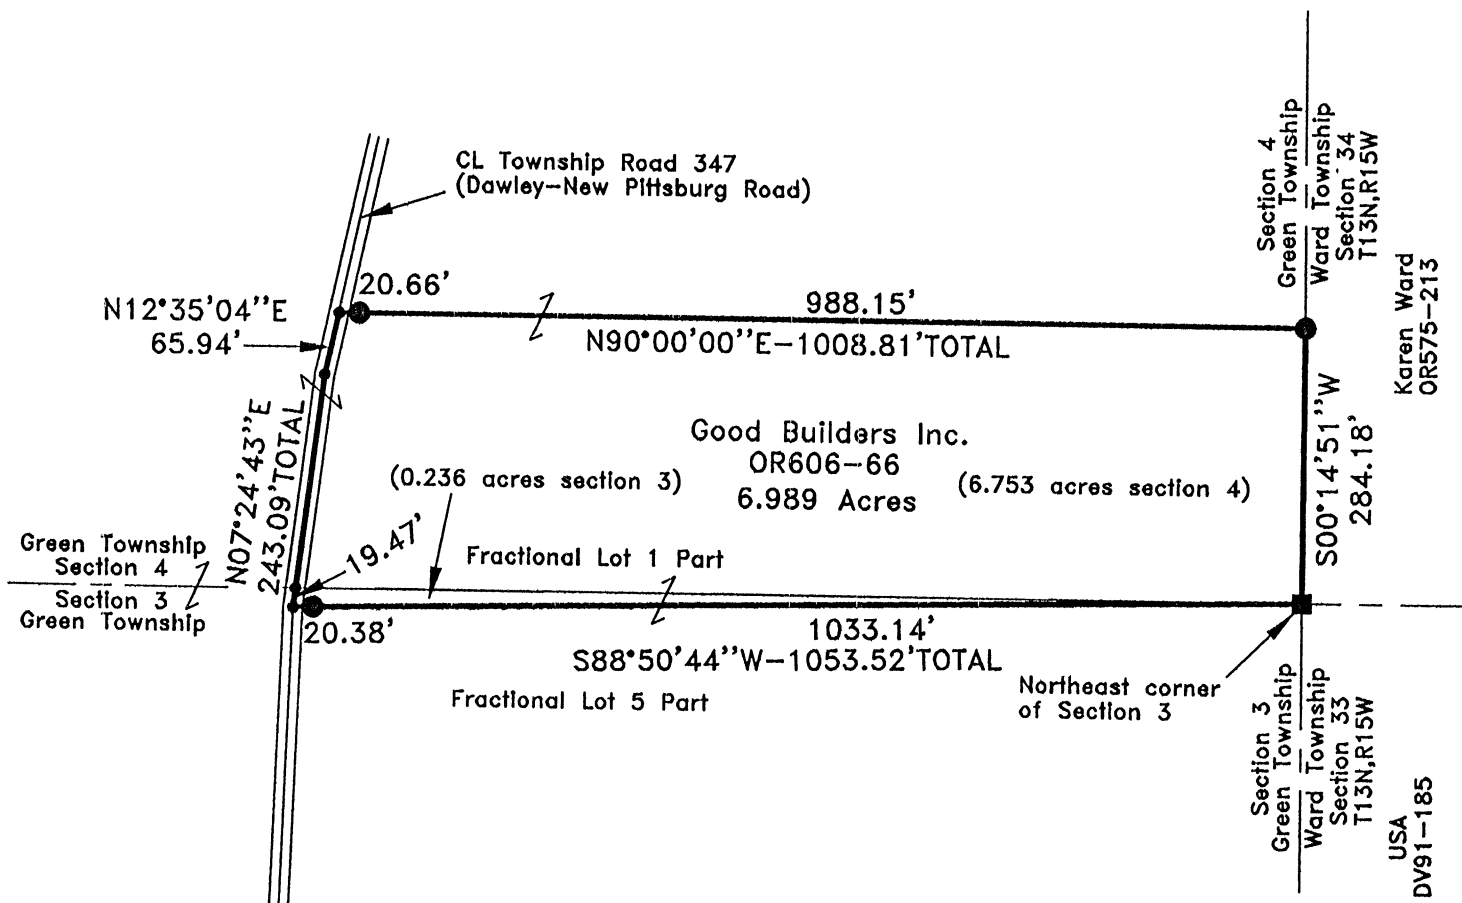 CL Township Road 347
(Dawley-New Pittsburg Road)
Section 4
Green Township
Ward Township
Section 34
T13N,R15W
Karen Ward
OR575-213
20.66'
988.15'
N90°00'00"E-1008.81'TOTAL
N12°35'04"E
65.94'
N07°24'43"E
243.09'TOTAL
Good Builders Inc.
OR606-66
6.989 Acres
(0.236 acres section 3)
(6.753 acres section 4)
S00°14'51"W
284.18'
19.47'
Fractional Lot 1 Part
Green Township
Section 4
Section 3
Green Township
20.38'
1033.14'
S88°50'44"W-1053.52'TOTAL
Fractional Lot 5 Part
Northeast corner
of Section 3
Section 3
Green Township
Ward Township
Section 33
T13N,R15W
USA
DV91-185